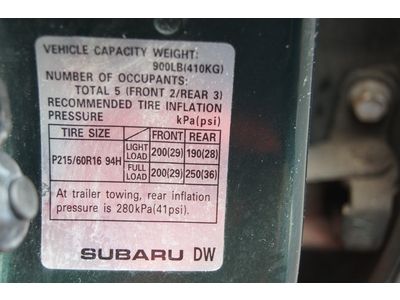 VEHICLE CAPACITY WEIGHT:
900LB(410KG)
NUMBER OF OCCUPANTS:
TOTAL 5 (FRONT 2/REAR 3)
RECOMMENDED TIRE INFLATION
PRESSURE kPa(psi)
TIRE SIZE FRONT REAR
P215/60R16 94H LIGHT LOAD 200(29) 190(28)
FULL LOAD 200(29) 250(36)
At trailer towing, rear inflation
pressure is 280kPa(41psi).
SUBARU DW